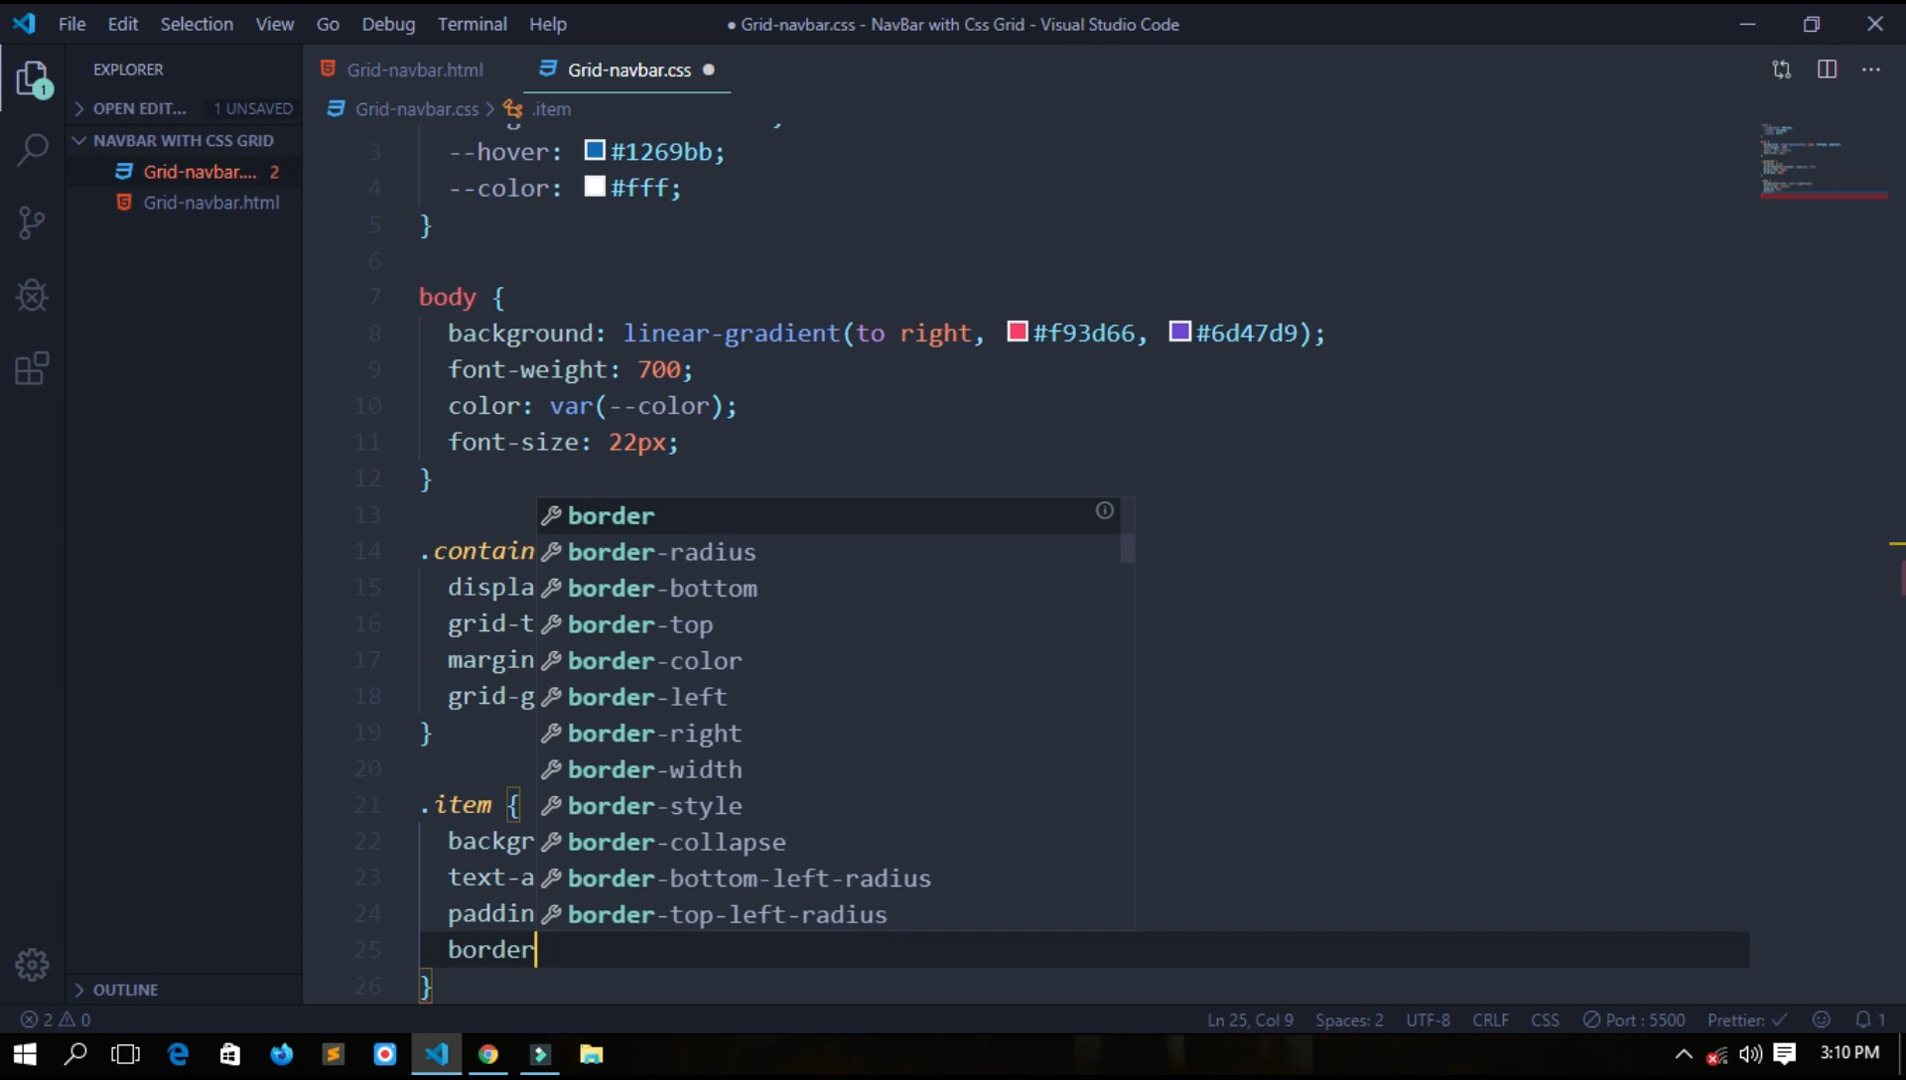 File Edit Selection View Go Debug Terminal Help
● Grid-navbar.css - NavBar with Css Grid - Visual Studio Code
EXPLORER
OPEN EDIT... 1 UNSAVED
NAVBAR WITH CSS GRID
Grid-navbar.... 2
Grid-navbar.html
OUTLINE
Grid-navbar.html
Grid-navbar.css ●
Grid-navbar.css > .item
3 --hover: #1269bb;
4 --color: #fff;
5 }
6
7 body {
8 background: linear-gradient(to right, #f93d66, #6d47d9);
9 font-weight: 700;
10 color: var(--color);
11 font-size: 22px;
12 }
13 border
14 .contain border-radius
15 displa border-bottom
16 grid-t border-top
17 margin border-color
18 grid-g border-left
19 } border-right
20 border-width
21 .item { border-style
22 backgr border-collapse
23 text-a border-bottom-left-radius
24 paddin border-top-left-radius
25 border
26 }
2 0
Ln 25, Col 9 Spaces: 2 UTF-8 CRLF CSS Port : 5500 Prettier: ✓ 1
3:10 PM
1